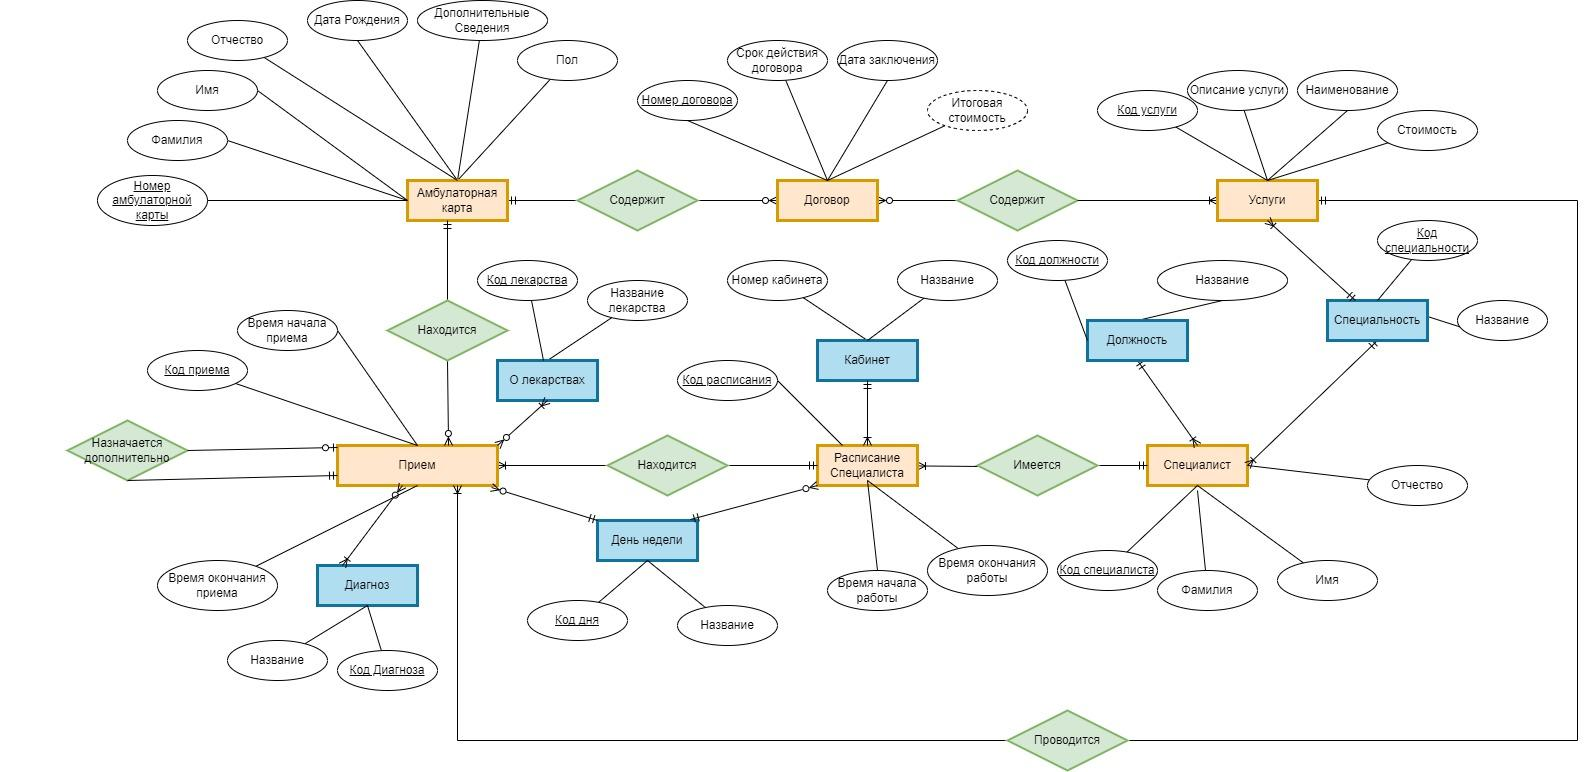 Дата Рождения
Дополнительные
Сведения
Отчество
Пол
Имя
Фамилия
Номер
амбулаторной
карты
Амбулаторная
карта
Содержит
Номер договора
Срок действия
договора
Дата заключения
Итоговая
стоимость
Договор
Содержит
Код услуги
Описание услуги
Наименование
Стоимость
Услуги
Код
специальности
Название
Специальность
Код должности
Название
Должность
Номер кабинета
Название
Кабинет
Код лекарства
Название
лекарства
О лекарствах
Находится
Время начала
приема
Код приема
Назначается
дополнительно
Прием
Находится
Код расписания
Расписание
Специалиста
Имеется
Специалист
Отчество
Код специалиста
Фамилия
Имя
Время начала
работы
Время окончания
работы
День недели
Код дня
Название
Время окончания
приема
Диагноз
Название
Код Диагноза
Проводится